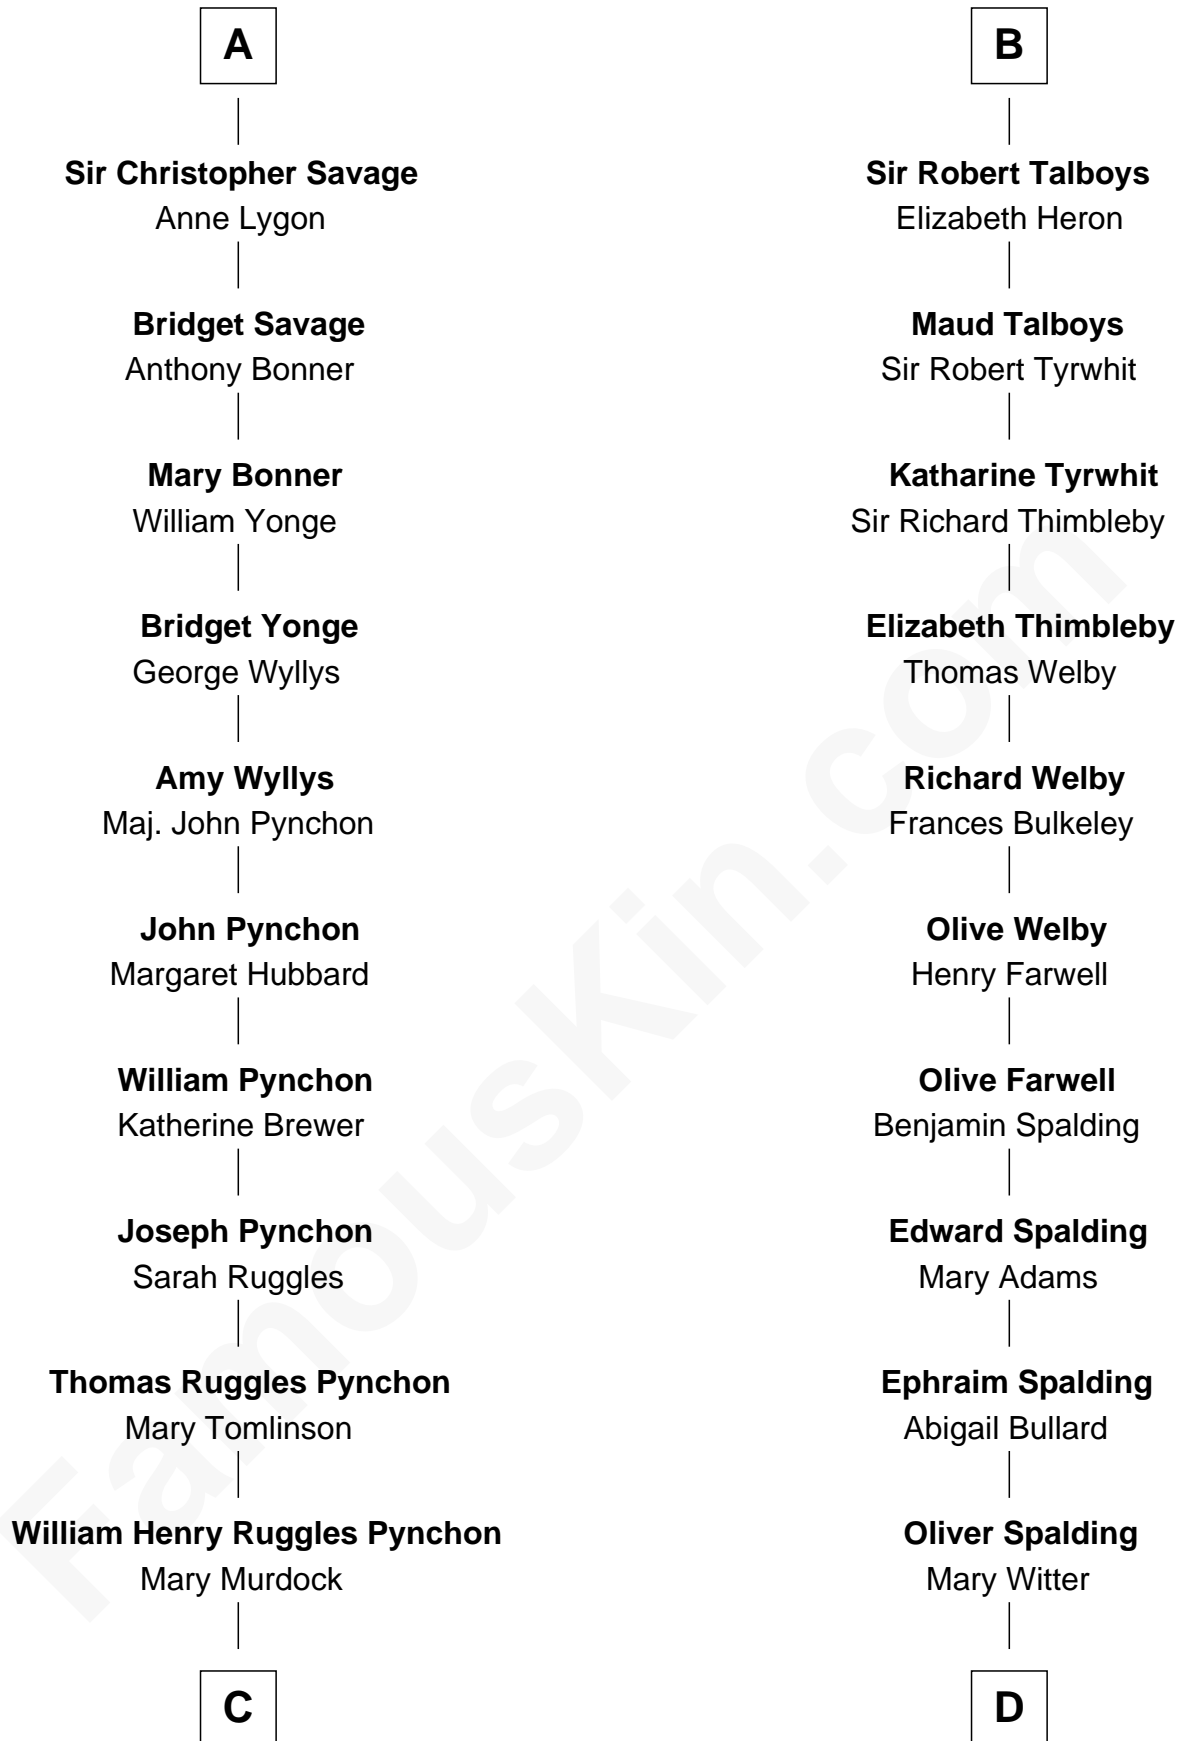 A
Sir Christopher Savage
Anne Lygon
Bridget Savage
Anthony Bonner
Mary Bonner
William Yonge
Bridget Yonge
George Wyllys
Amy Wyllys
Maj. John Pynchon
John Pynchon
Margaret Hubbard
William Pynchon
Katherine Brewer
Joseph Pynchon
Sarah Ruggles
Thomas Ruggles Pynchon
Mary Tomlinson
William Henry Ruggles Pynchon
Mary Murdock
C
B
Sir Robert Talboys
Elizabeth Heron
Maud Talboys
Sir Robert Tyrwhit
Katharine Tyrwhit
Sir Richard Thimbleby
Elizabeth Thimbleby
Thomas Welby
Richard Welby
Frances Bulkeley
Olive Welby
Henry Farwell
Olive Farwell
Benjamin Spalding
Edward Spalding
Mary Adams
Ephraim Spalding
Abigail Bullard
Oliver Spalding
Mary Witter
D
FamousKin.com